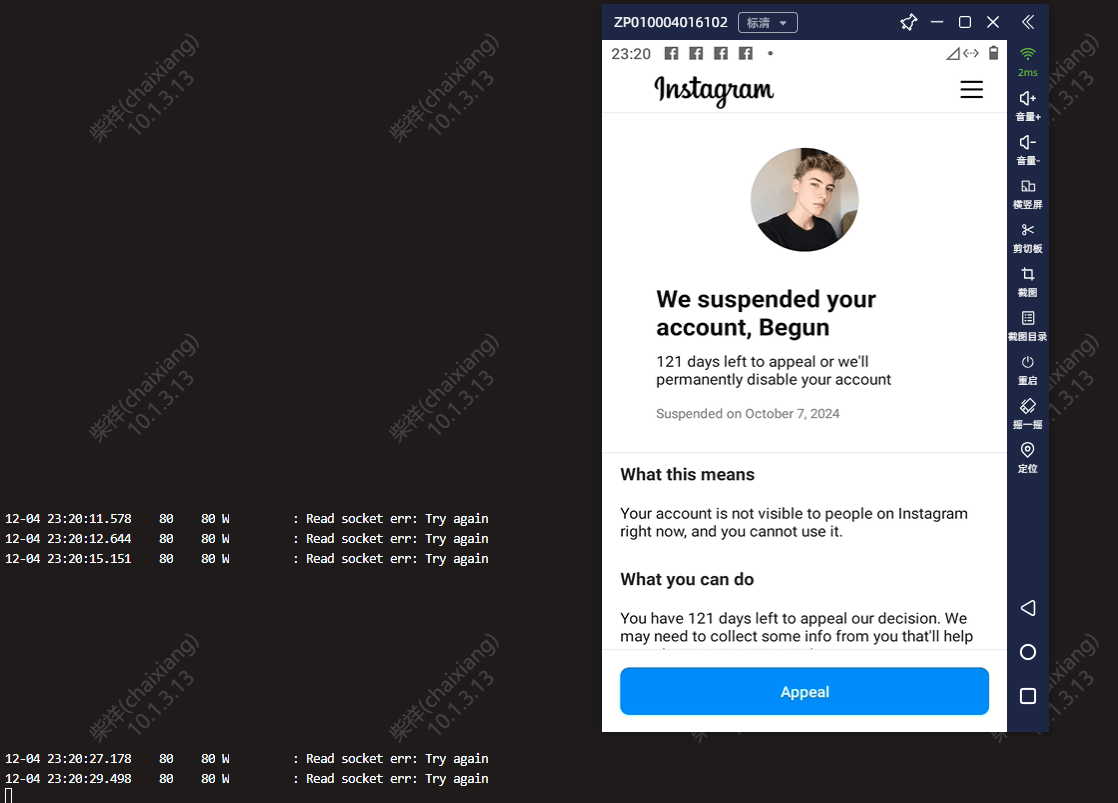 柴祥(chaixiang)
10.1.3.13
柴祥(chaixiang)
10.1.3.13
柴祥(chaixiang)
10.1.3.13
柴祥(chaixiang)
10.1.3.13
柴祥(chaixiang)
10.1.3.13
柴祥(chaixiang)
10.1.3.13
12-04 23:20:11.578 80 80 W : Read socket err: Try again
12-04 23:20:12.644 80 80 W : Read socket err: Try again
12-04 23:20:15.151 80 80 W : Read socket err: Try again
12-04 23:20:27.178 80 80 W : Read socket err: Try again
12-04 23:20:29.498 80 80 W : Read socket err: Try again
ZP010004016102 标清
23:20
Instagram
We suspended your
account, Begun
121 days left to appeal or we'll
permanently disable your account
Suspended on October 7, 2024
What this means
Your account is not visible to people on Instagram
right now, and you cannot use it.
What you can do
You have 121 days left to appeal our decision. We
may need to collect some info from you that'll help
Appeal
2ms
音量+
音量-
横竖屏
剪切板
截图
截图目录
重启
摇一摇
定位